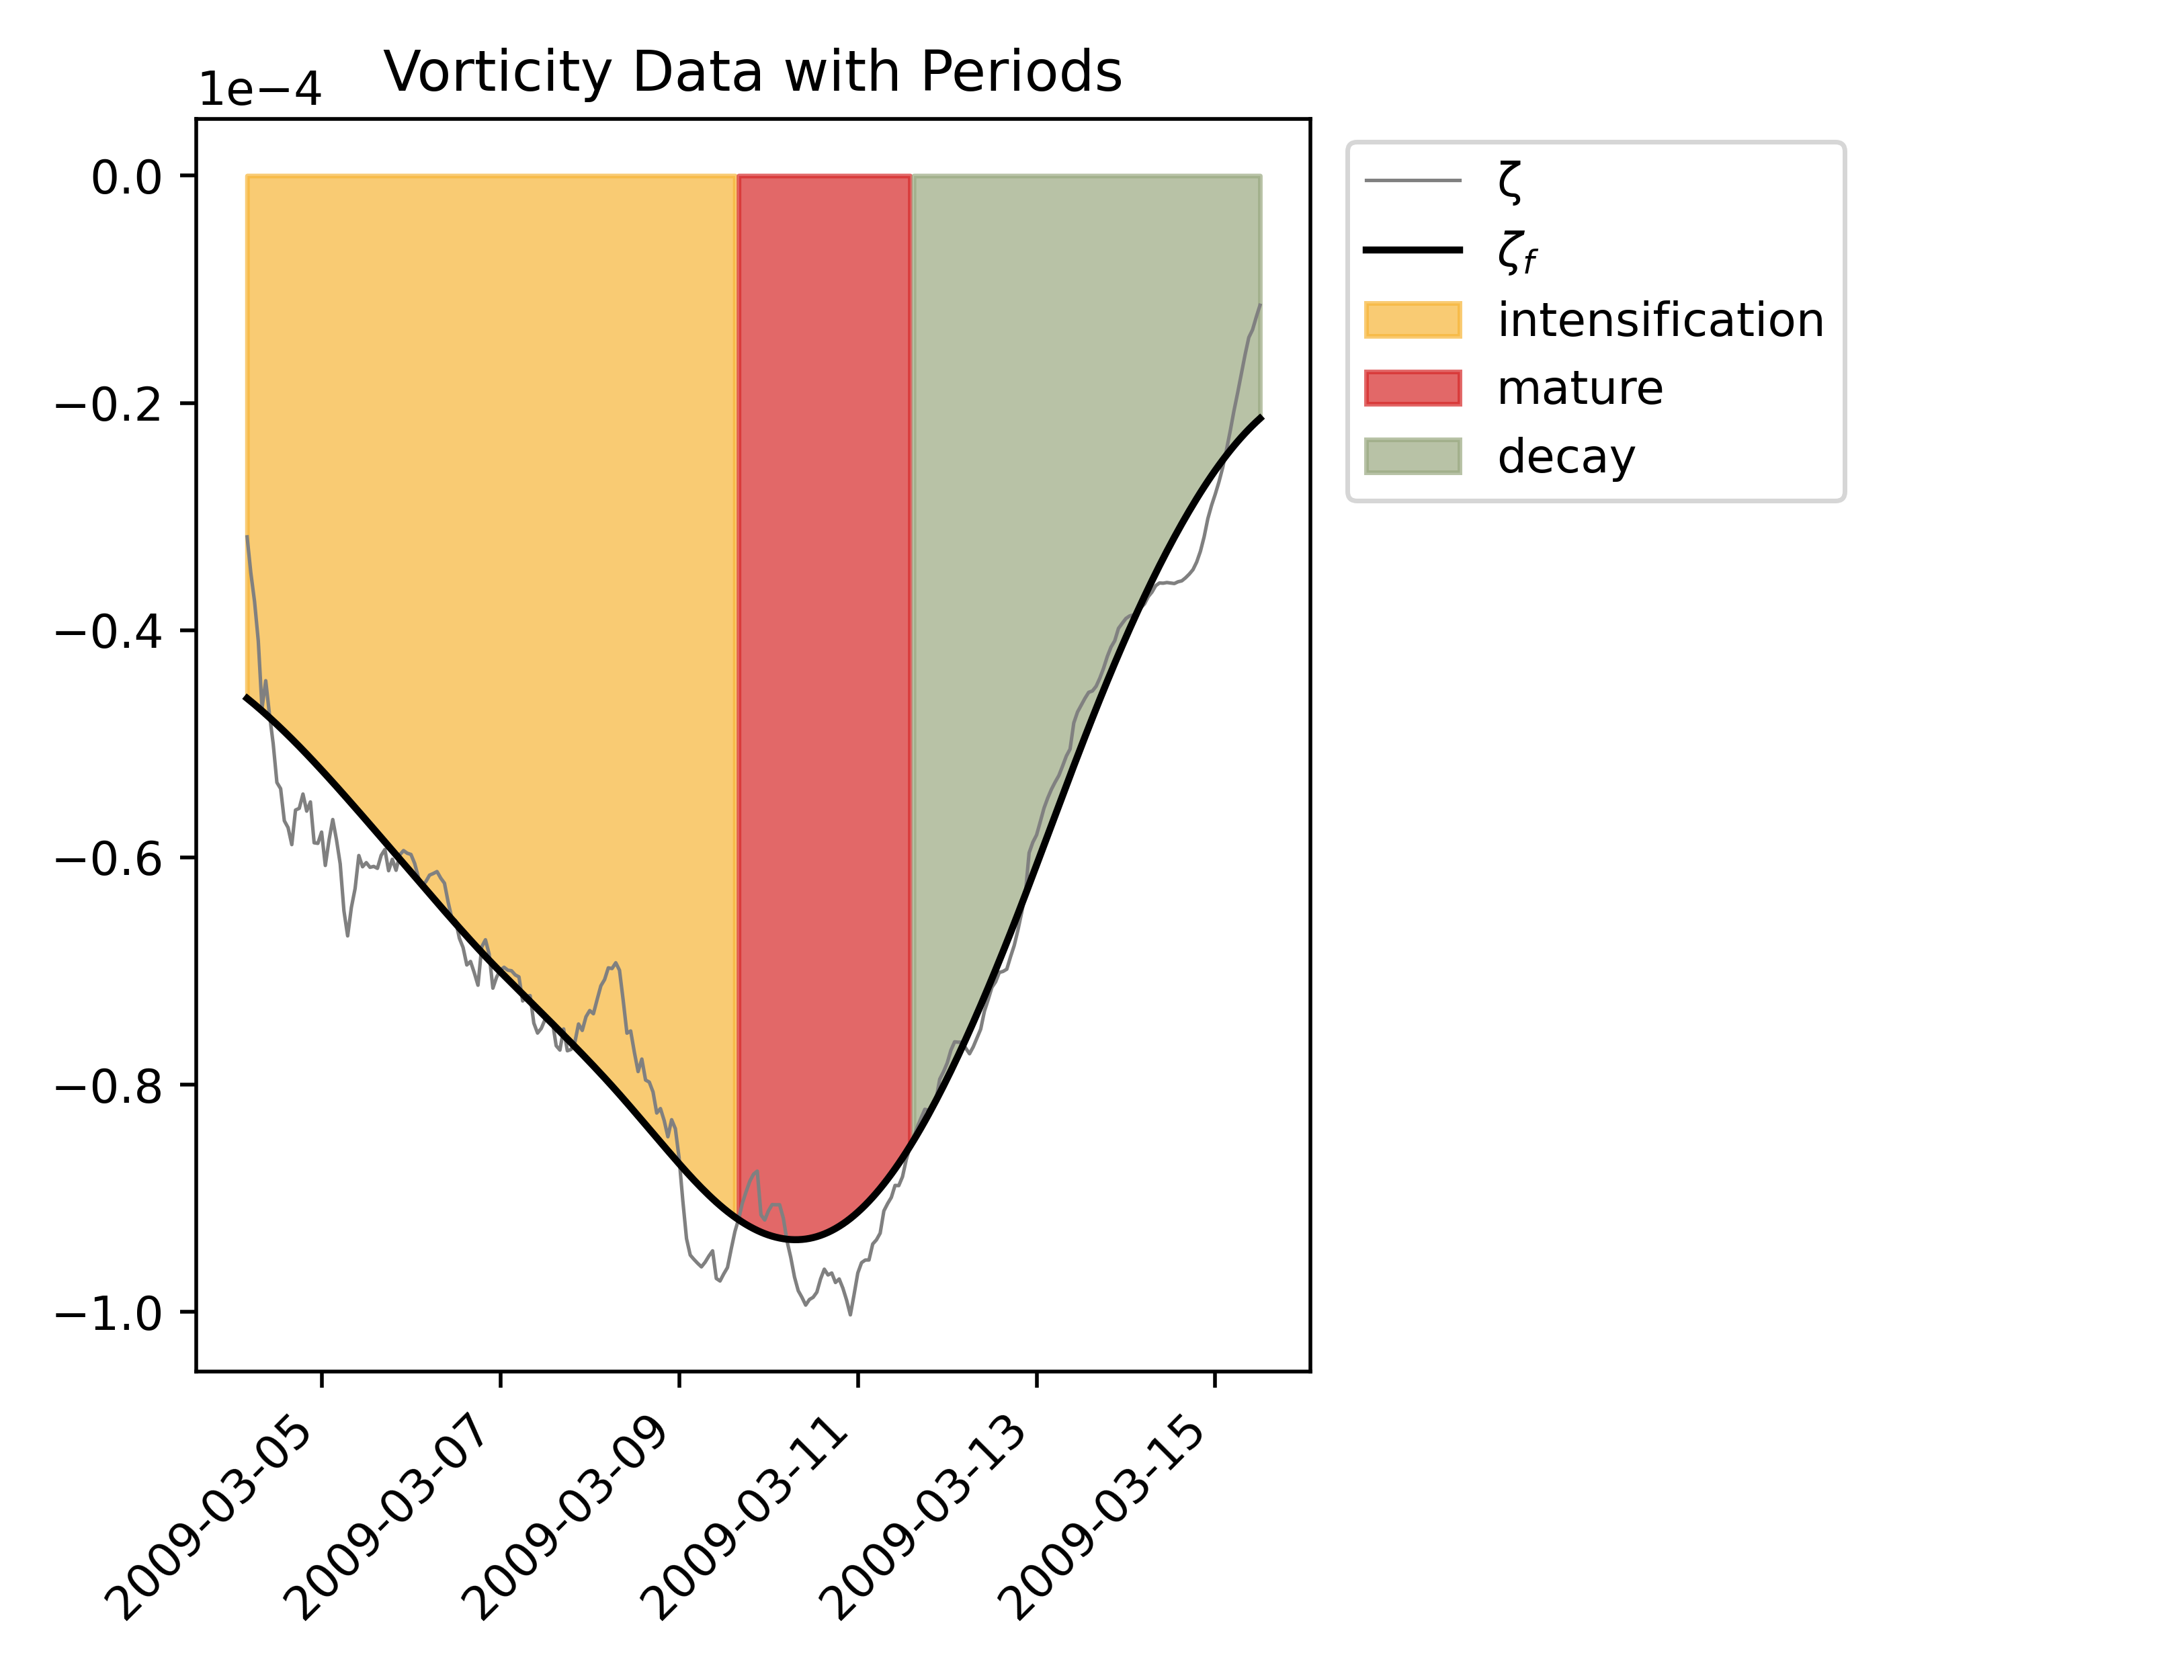 Vorticity Data with Periods
1e−4
0.0
−0.2
−0.4
−0.6
−0.8
−1.0
2009-03-05
2009-03-07
2009-03-09
2009-03-11
2009-03-13
2009-03-15
ζ
ζf
intensification
mature
decay